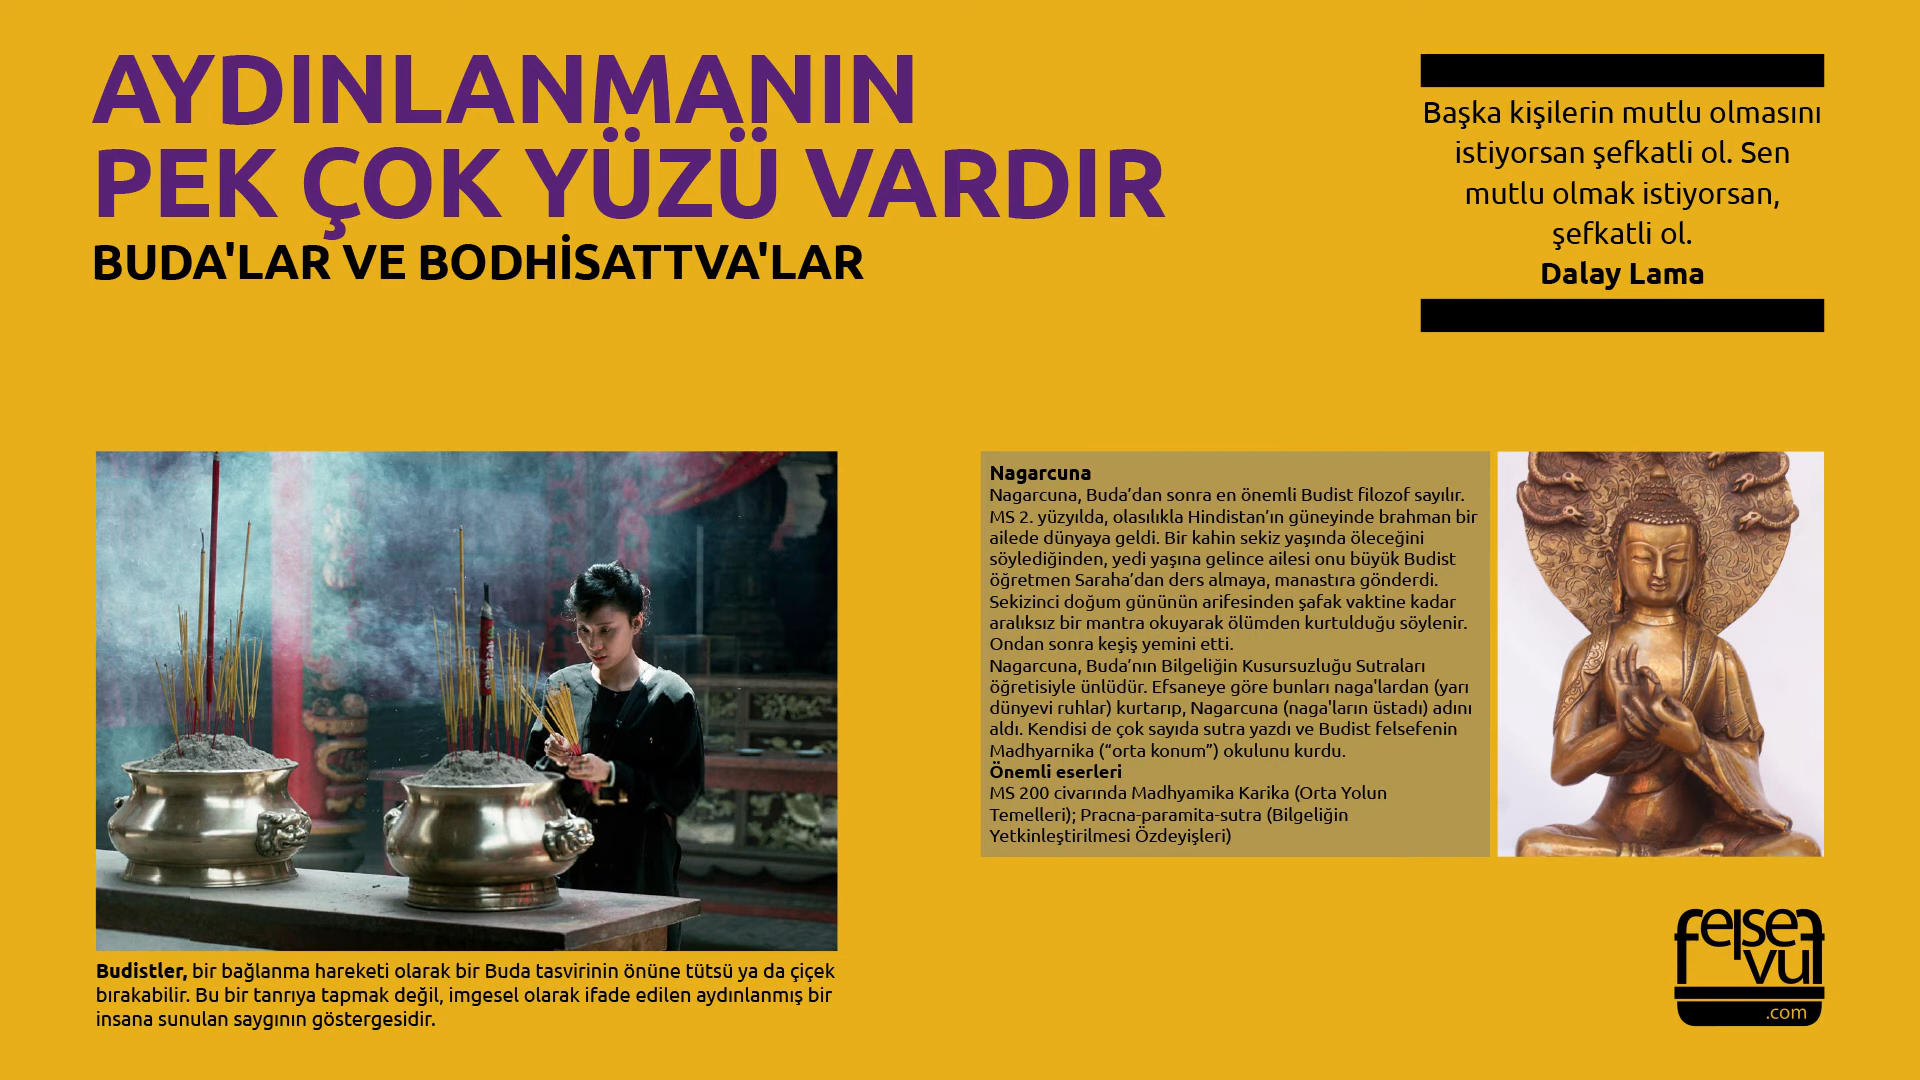 AYDINLANMANIN
PEK ÇOK YÜZÜ VARDIR
BUDA'LAR VE BODHİSATTVA'LAR
Başka kişilerin mutlu olmasını
istiyorsan şefkatli ol. Sen
mutlu olmak istiyorsan,
şefkatli ol.
Dalay Lama
Nagarcuna
Nagarcuna, Buda’dan sonra en önemli Budist filozof sayılır.
MS 2. yüzyılda, olasılıkla Hindistan’ın güneyinde brahman bir
ailede dünyaya geldi. Bir kahin sekiz yaşında öleceğini
söylediğinden, yedi yaşına gelince ailesi onu büyük Budist
öğretmen Saraha’dan ders almaya, manastıra gönderdi.
Sekizinci doğum gününün arifesinden şafak vaktine kadar
aralıksız bir mantra okuyarak ölümden kurtulduğu söylenir.
Ondan sonra keşiş yemini etti.
Nagarcuna, Buda’nın Bilgeliğin Kusursuzluğu Sutraları
öğretisiyle ünlüdür. Efsaneye göre bunları naga'lardan (yarı
dünyevi ruhlar) kurtarıp, Nagarcuna (naga'ların üstadı) adını
aldı. Kendisi de çok sayıda sutra yazdı ve Budist felsefenin
Madhyarnika (“orta konum”) okulunu kurdu.
Önemli eserleri
MS 200 civarında Madhyamika Karika (Orta Yolun
Temelleri); Pracna-paramita-sutra (Bilgeliğin
Yetkinleştirilmesi Özdeyişleri)
Budistler, bir bağlanma hareketi olarak bir Buda tasvirinin önüne tütsü ya da çiçek
bırakabilir. Bu bir tanrıya tapmak değil, imgesel olarak ifade edilen aydınlanmış bir
insana sunulan saygının göstergesidir.
felsef
vul
.com